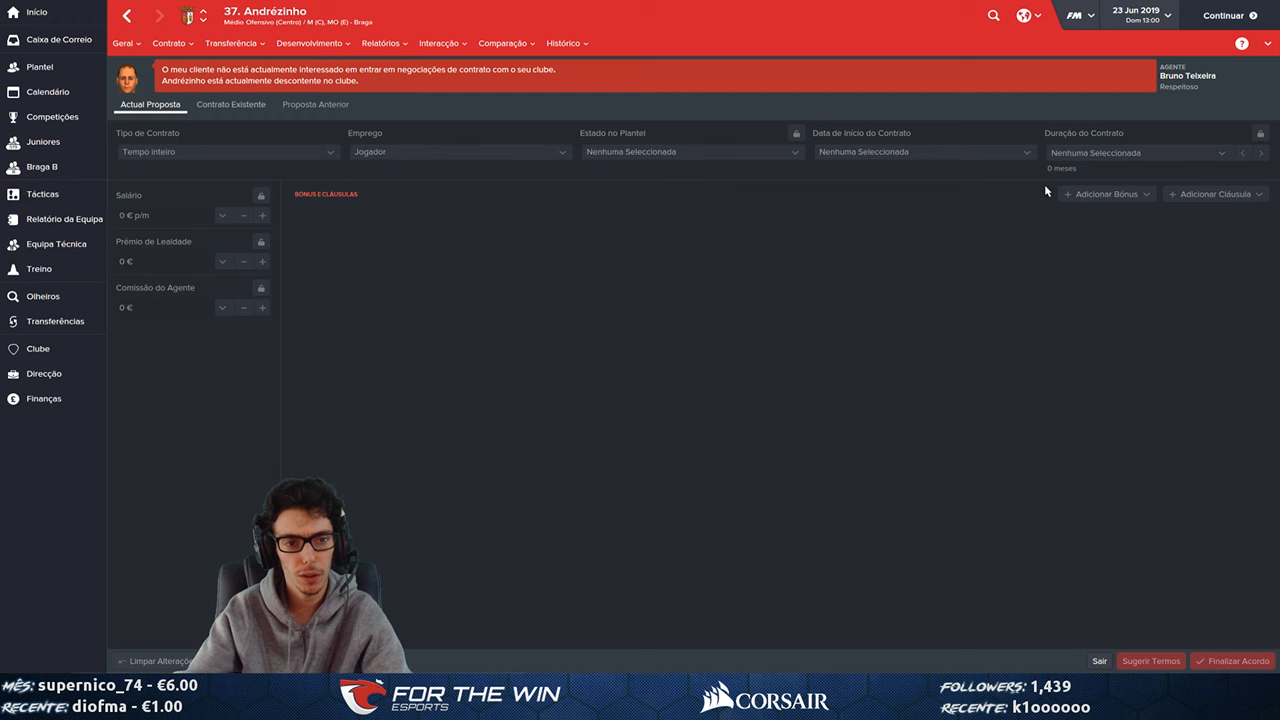 Início
Caixa de Correio
Plantel
Calendário
Competições
Juniores
Braga B
Tácticas
Relatório da Equipa
Equipa Técnica
Treino
Olheiros
Transferências
Clube
Direcção
Finanças
37. Andrézinho
Médio Ofensivo (Centro) / M (C), MO (E) - Braga
FM
23 Jun 2019
Dom 13:00
Continuar
Geral
Contrato
Transferência
Desenvolvimento
Relatórios
Interacção
Comparação
Histórico
?
O meu cliente não está actualmente interessado em entrar em negociações de contrato com o seu clube.
Andrézinho está actualmente descontente no clube.
AGENTE
Bruno Teixeira
Respeitoso
Actual Proposta
Contrato Existente
Proposta Anterior
Tipo de Contrato
Tempo inteiro
Emprego
Jogador
Estado no Plantel
Nenhuma Seleccionada
Data de Início do Contrato
Nenhuma Seleccionada
Duração do Contrato
Nenhuma Seleccionada
0 meses
Salário
0 € p/m
Prémio de Lealdade
0 €
Comissão do Agente
0 €
BÓNUS E CLÁUSULAS
+ Adicionar Bónus
+ Adicionar Cláusula
Limpar Alteraçõe
Sair
Sugerir Termos
Finalizar Acordo
MÊS: supernico_74 - €6.00
RECENTE: diofma - €1.00
FOR THE WIN
ESPORTS
CORSAIR
FOLLOWERS: 1,439
RECENTE: k1oooooo